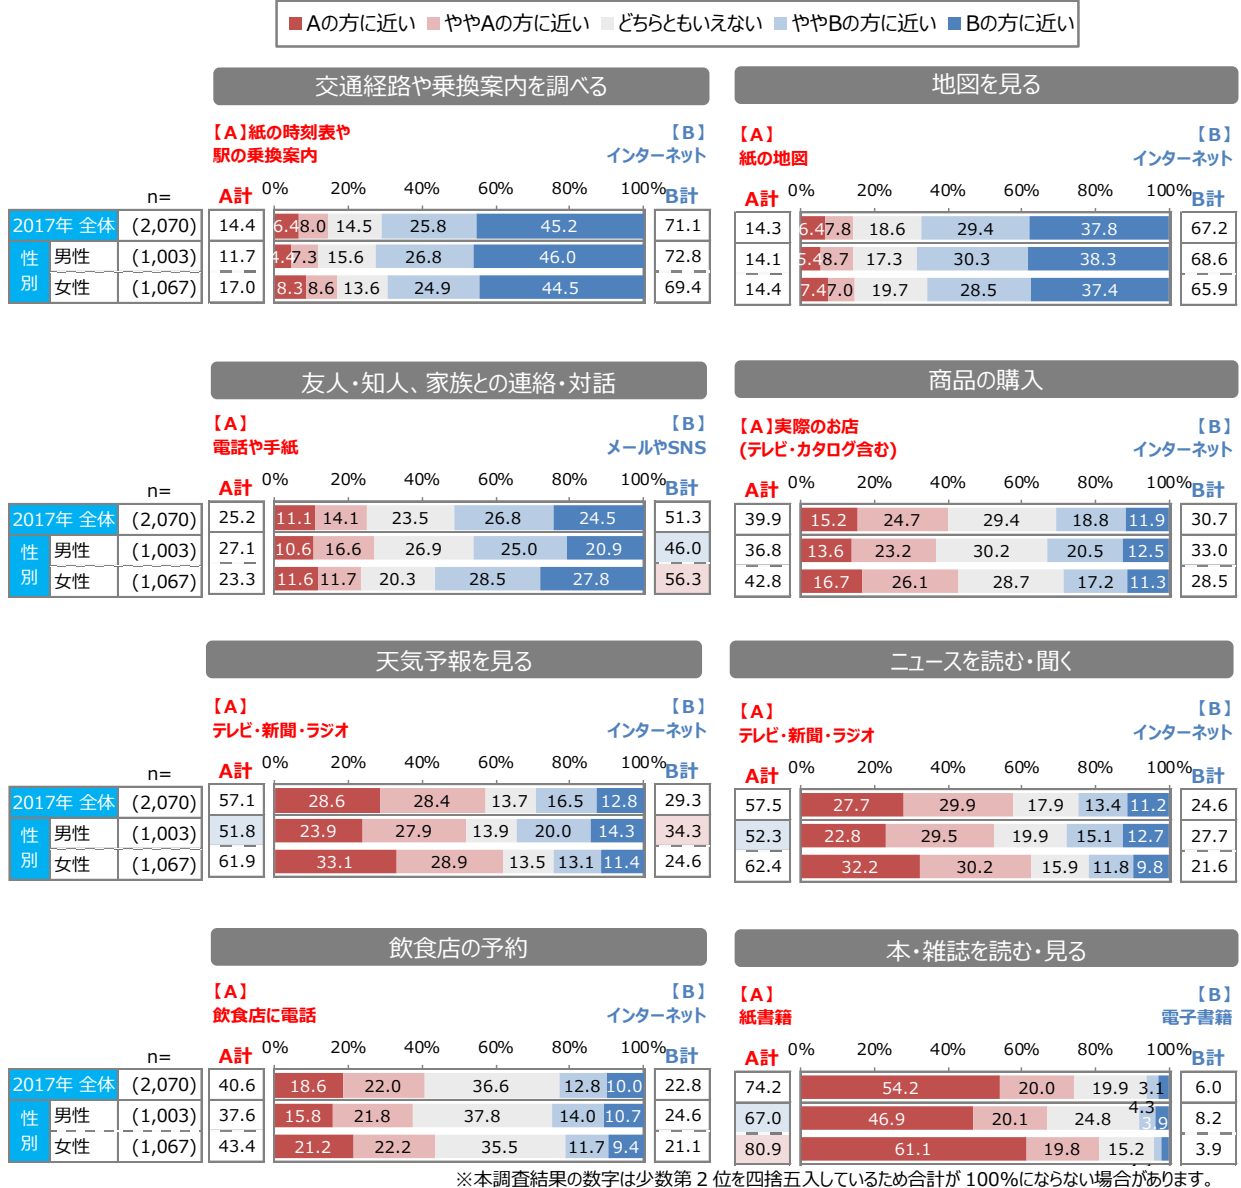 Aの方に近い ややAの方に近い どちらともいえない ややBの方に近い Bの方に近い
交通経路や乗換案内を調べる
【A】紙の時刻表や
駅の乗換案内
【B】
インターネット
n= A計 0% 20% 40% 60% 80% 100% B計
2017年 全体 (2,070) 14.4 6.4 8.0 14.5 25.8 45.2 71.1
性別 男性 (1,003) 11.7 4.4 7.3 15.6 26.8 46.0 72.8
女性 (1,067) 17.0 8.3 8.6 13.6 24.9 44.5 69.4
地図を見る
【A】
紙の地図
【B】
インターネット
A計 0% 20% 40% 60% 80% 100% B計
14.3 6.4 7.8 18.6 29.4 37.8 67.2
14.1 5.4 8.7 17.3 30.3 38.3 68.6
14.4 7.4 7.0 19.7 28.5 37.4 65.9
友人・知人、家族との連絡・対話
【A】
電話や手紙
【B】
メールやSNS
n= A計 0% 20% 40% 60% 80% 100% B計
2017年 全体 (2,070) 25.2 11.1 14.1 23.5 26.8 24.5 51.3
性別 男性 (1,003) 27.1 10.6 16.6 26.9 25.0 20.9 46.0
女性 (1,067) 23.3 11.6 11.7 20.3 28.5 27.8 56.3
商品の購入
【A】実際のお店
(テレビ・カタログ含む)
【B】
インターネット
A計 0% 20% 40% 60% 80% 100% B計
39.9 15.2 24.7 29.4 18.8 11.9 30.7
36.8 13.6 23.2 30.2 20.5 12.5 33.0
42.8 16.7 26.1 28.7 17.2 11.3 28.5
天気予報を見る
【A】
テレビ・新聞・ラジオ
【B】
インターネット
n= A計 0% 20% 40% 60% 80% 100% B計
2017年 全体 (2,070) 57.1 28.6 28.4 13.7 16.5 12.8 29.3
性別 男性 (1,003) 51.8 23.9 27.9 13.9 20.0 14.3 34.3
女性 (1,067) 61.9 33.1 28.9 13.5 13.1 11.4 24.6
ニュースを読む・聞く
【A】
テレビ・新聞・ラジオ
【B】
インターネット
A計 0% 20% 40% 60% 80% 100% B計
57.5 27.7 29.9 17.9 13.4 11.2 24.6
52.3 22.8 29.5 19.9 15.1 12.7 27.7
62.4 32.2 30.2 15.9 11.8 9.8 21.6
飲食店の予約
【A】
飲食店に電話
【B】
インターネット
n= A計 0% 20% 40% 60% 80% 100% B計
2017年 全体 (2,070) 40.6 18.6 22.0 36.6 12.8 10.0 22.8
性別 男性 (1,003) 37.6 15.8 21.8 37.8 14.0 10.7 24.6
女性 (1,067) 43.4 21.2 22.2 35.5 11.7 9.4 21.1
本・雑誌を読む・見る
【A】
紙書籍
【B】
電子書籍
A計 0% 20% 40% 60% 80% 100% B計
74.2 54.2 20.0 19.9 3.1 6.0
67.0 46.9 20.1 24.8 4.3 3.9 8.2
80.9 61.1 19.8 15.2 3.9
※本調査結果の数字は少数第 2 位を四捨五入しているため合計が 100%にならない場合があります。